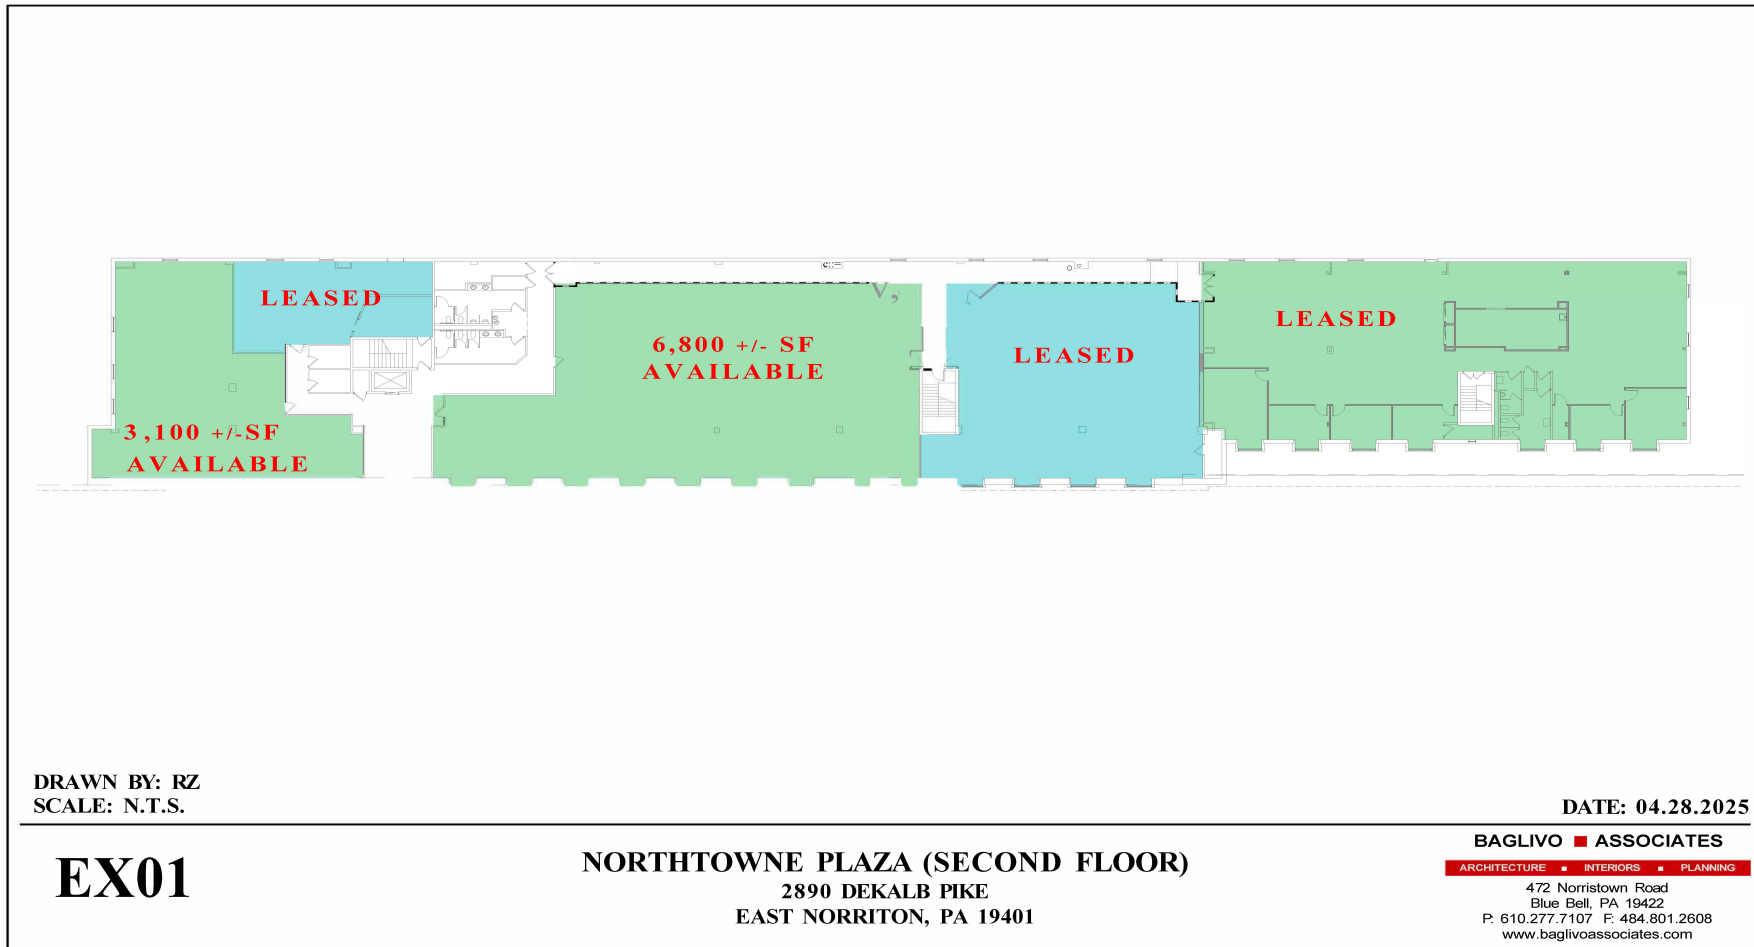 LEASED
6,800 +/- SF
AVAILABLE
LEASED
LEASED
3,100 +/-SF
AVAILABLE
DRAWN BY: RZ
SCALE: N.T.S.
DATE: 04.28.2025
EX01
NORTHTOWNE PLAZA (SECOND FLOOR)
2890 DEKALB PIKE
EAST NORRITON, PA 19401
BAGLIVO ASSOCIATES
ARCHITECTURE INTERIORS PLANNING
472 Norristown Road
Blue Bell, PA 19422
P: 610.277.7107 F: 484.801.2608
www.baglivoassociates.com